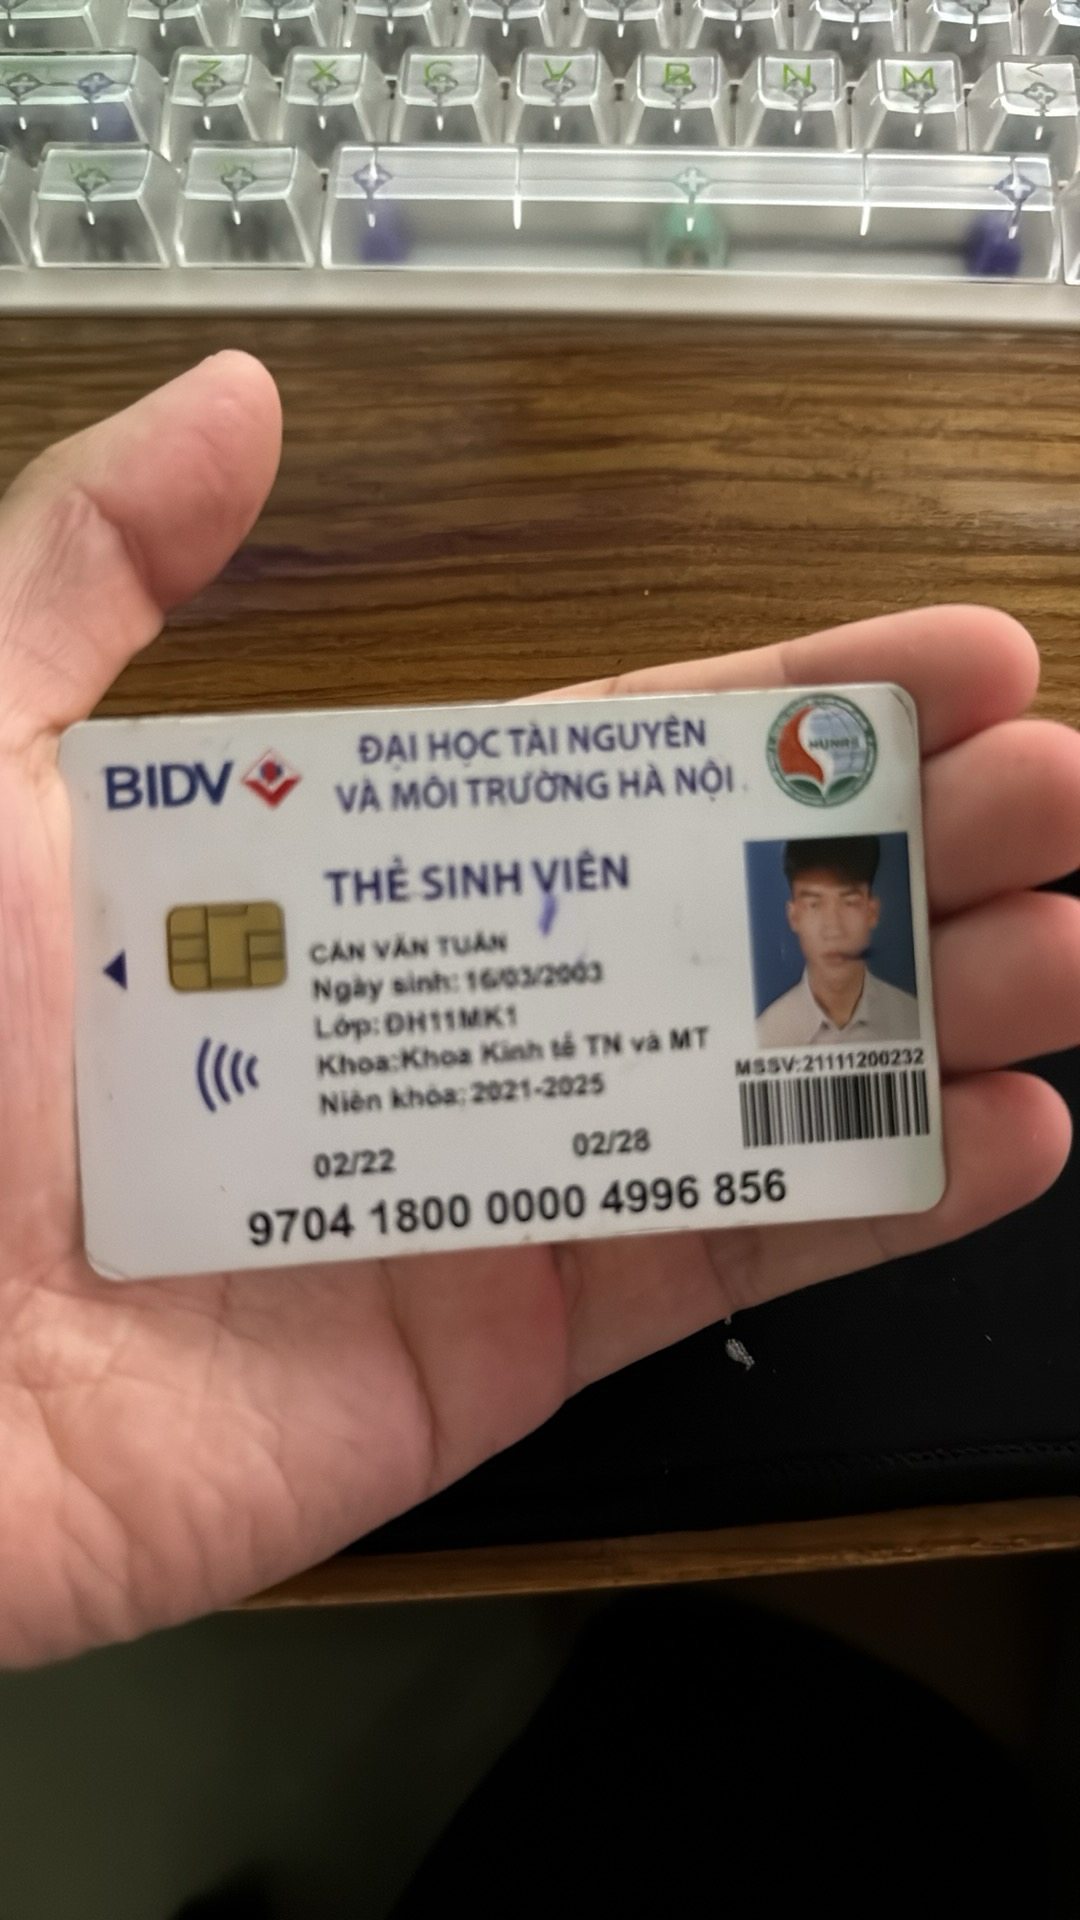 Z X C V B N M <
BIDV
ĐẠI HỌC TÀI NGUYÊN
VÀ MÔI TRƯỜNG HÀ NỘI
HUNRE
THẺ SINH VIÊN
CẤN VĂN TUẤN
Ngày sinh: 16/03/2003
Lớp: ĐH11MK1
Khoa:Khoa Kinh tế TN và MT
Niên khóa: 2021-2025
MSSV:21111200232
02/22 02/28
9704 1800 0000 4996 856